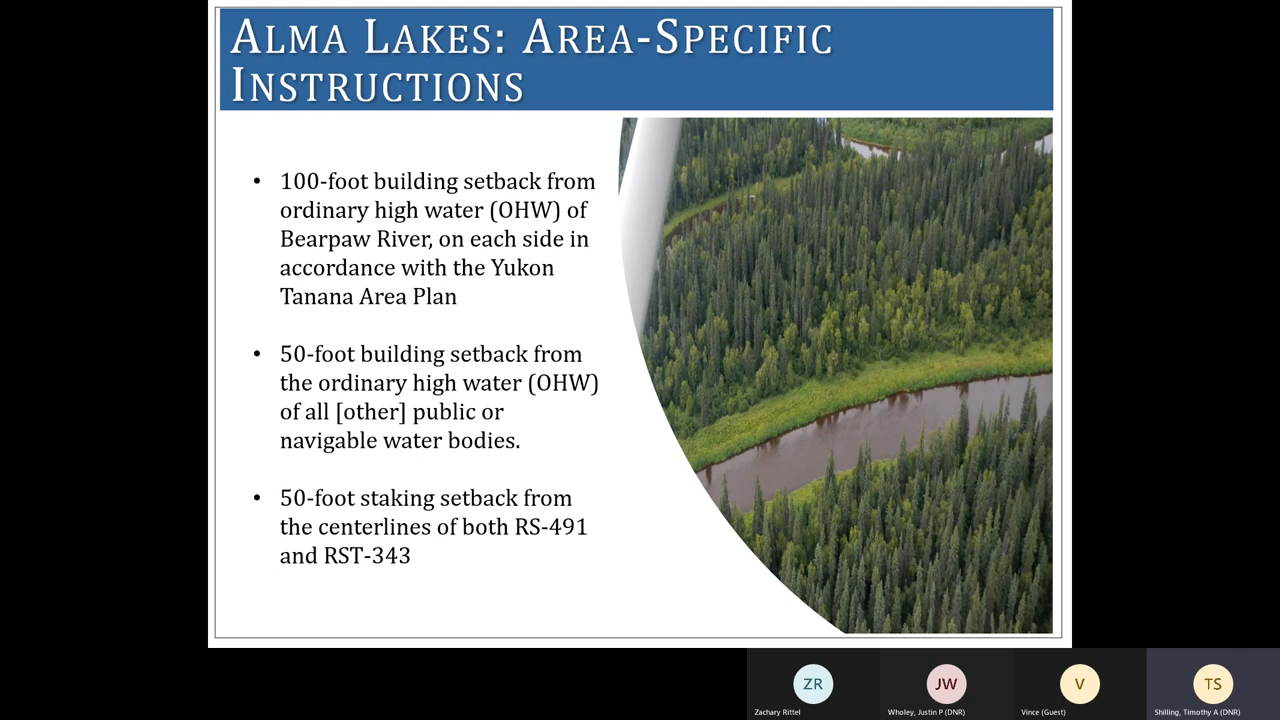 ALMA LAKES: AREA-SPECIFIC
INSTRUCTIONS
• 100-foot building setback from
ordinary high water (OHW) of
Bearpaw River, on each side in
accordance with the Yukon
Tanana Area Plan
• 50-foot building setback from
the ordinary high water (OHW)
of all [other] public or
navigable water bodies.
• 50-foot staking setback from
the centerlines of both RS-491
and RST-343
ZR
JW
V
TS
Zachary Rittel
Wholey, Justin P (DNR)
Vince (Guest)
Shilling, Timothy A (DNR)